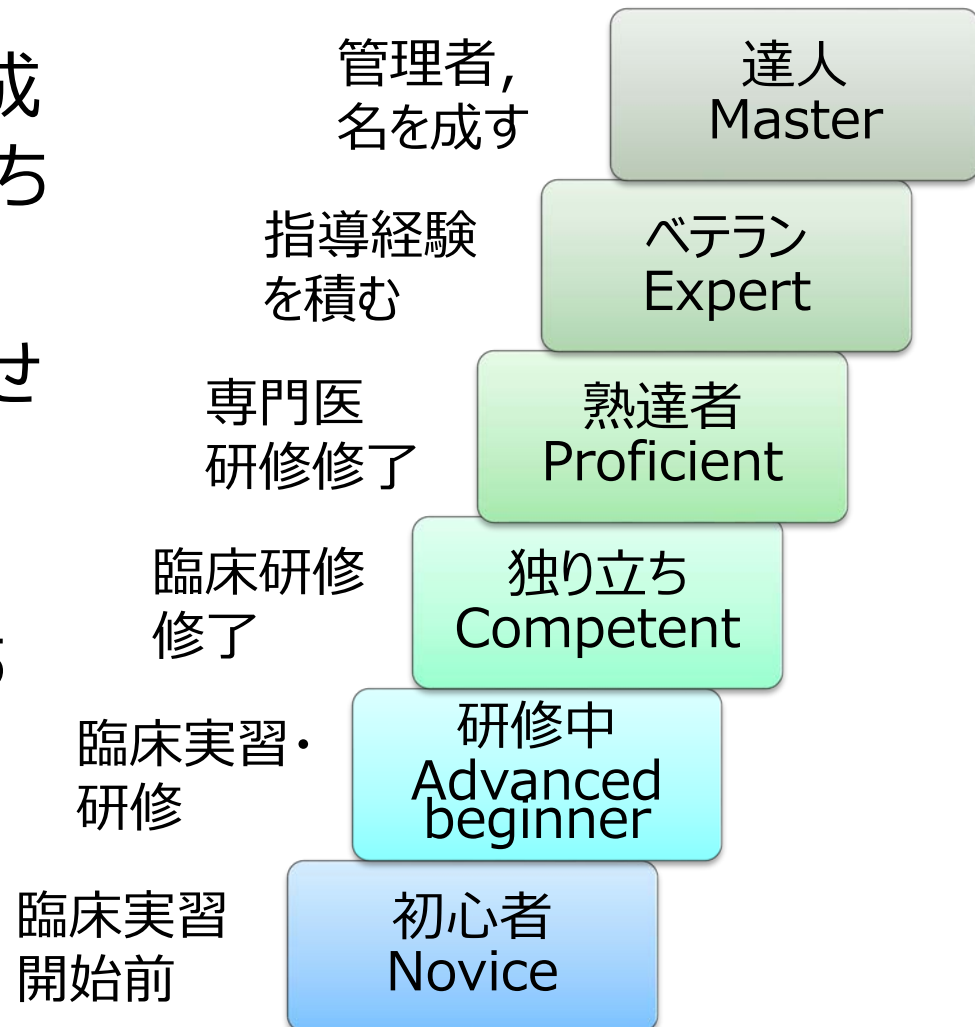 成
ち
せ
管理者,
名を成す
達人
Master
指導経験
を積む
ベテラン
Expert
専門医
研修修了
熟達者
Proficient
臨床研修
修了
独り立ち
Competent
臨床実習・
研修
研修中
Advanced
beginner
臨床実習
開始前
初心者
Novice